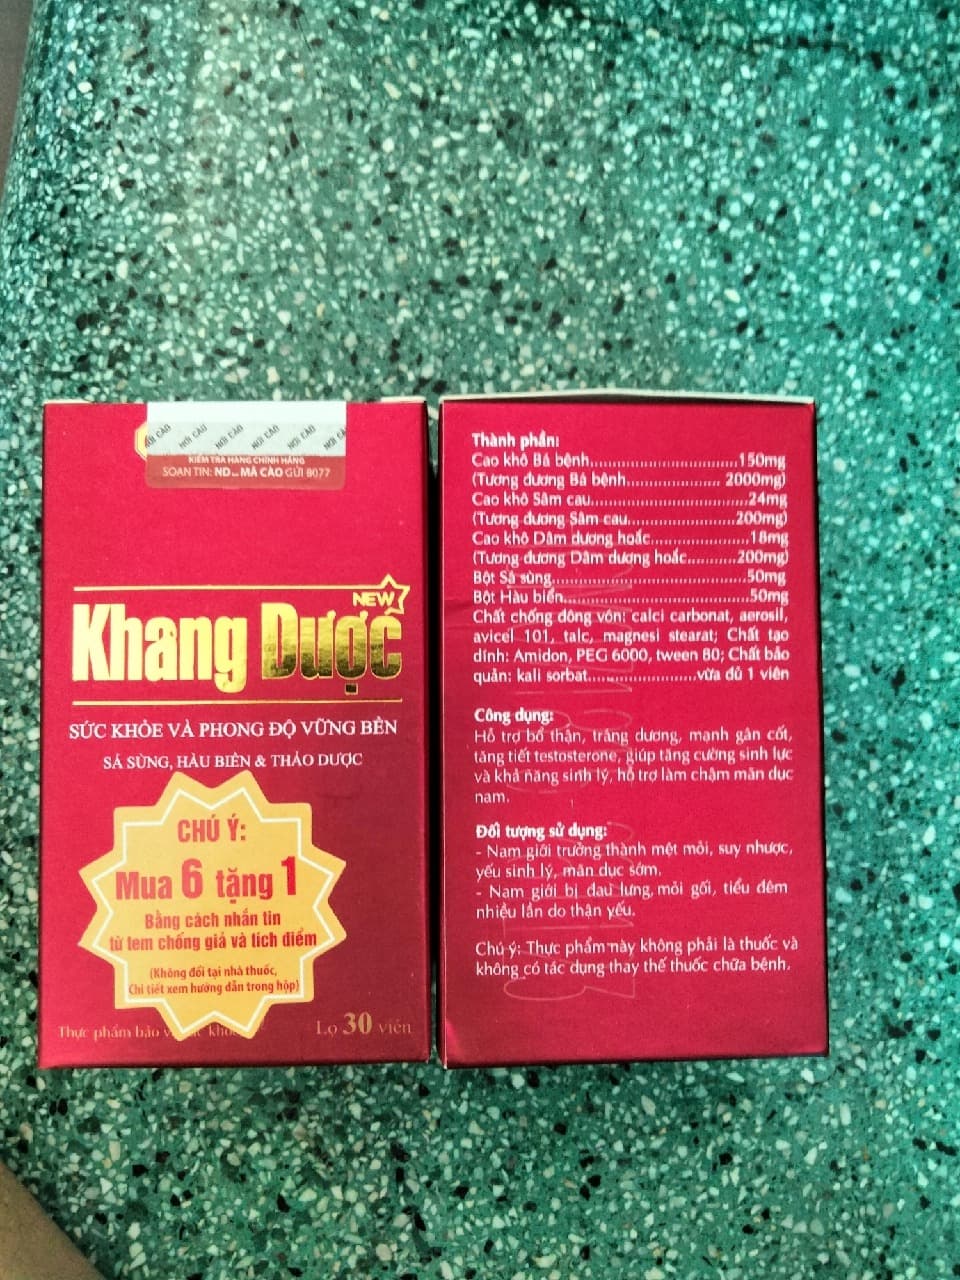 NƠI CÀO NƠI CÀO NƠI CÀO NƠI CÀO NƠI CÀO
KIỂM TRA HÀNG CHÍNH HÃNG
SOẠN TIN: ND_MÃ CÀO GỬI 8077
NEW
Khang Dược
SỨC KHỎE VÀ PHONG ĐỘ VỮNG BỀN
SÁ SÙNG, HÀU BIỂN & THẢO DƯỢC
CHÚ Ý:
Mua 6 tặng 1
Bằng cách nhắn tin
từ tem chống giả và tích điểm
(Không đổi tại nhà thuốc,
Chi tiết xem hướng dẫn trong hộp)
Thực phẩm bảo
Lọ 30 viên
Thành phần:
Cao khô Bá bệnh..............................150mg
(Tương đương Bá bệnh................... 2000mg)
Cao khô Sâm cau................................24mg
(Tương đương Sâm cau......................200mg)
Cao khô Dâm dương hoắc....................18mg
(Tương đương Dâm dương hoắc..........200mg)
Bột Sá sùng.......................................50mg
Bột Hàu biển.....................................50mg
Chất chống đông vón: calci carbonat, aerosil,
avicel 101, talc, magnesi stearat; Chất tạo
dính: Amidon, PEG 6000, tween 80; Chất bảo
quản: kali sorbat......................vừa đủ 1 viên
Công dụng:
Hỗ trợ bổ thận, tráng dương, mạnh gân cốt,
tăng tiết testosterone, giúp tăng cường sinh lực
và khả năng sinh lý, hỗ trợ làm chậm mãn dục
nam.
Đối tượng sử dụng:
- Nam giới trưởng thành mệt mỏi, suy nhược,
yếu sinh lý, mãn dục sớm.
- Nam giới bị đau lưng, mỏi gối, tiểu đêm
nhiều lần do thận yếu.
Chú ý: Thực phẩm này không phải là thuốc và
không có tác dụng thay thế thuốc chữa bệnh.